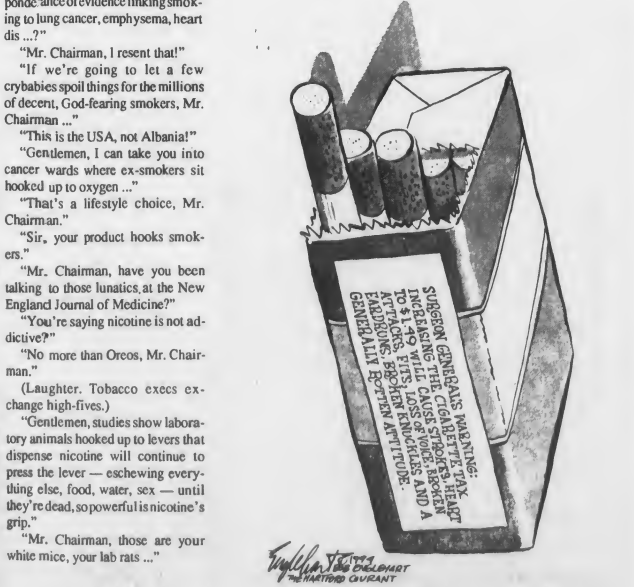 ponderance of evidence linking smok-
ing to lung cancer, emphysema, heart
dis ...?"
"Mr. Chairman, I resent that!"
"If we're going to let a few
crybabies spoil things for the millions
of decent, God-fearing smokers, Mr.
Chairman ..."
"This is the USA, not Albania!"
"Gentlemen, I can take you into
cancer wards where ex-smokers sit
hooked up to oxygen ..."
"That's a lifestyle choice, Mr.
Chairman."
"Sir, your product hooks smok-
ers."
"Mr. Chairman, have you been
talking to those lunatics, at the New
England Journal of Medicine?"
"You're saying nicotine is not ad-
dictive?"
"No more than Oreos, Mr. Chair-
man."
(Laughter. Tobacco execs ex-
change high-fives.)
"Gentlemen, studies show labora-
tory animals hooked up to levers that
dispense nicotine will continue to
press the lever — eschewing every-
thing else, food, water, sex — until
they're dead, so powerful is nicotine's
grip."
"Mr. Chairman, those are your
white mice, your lab rats ..."
SURGEON GENERAL'S WARNING:
INCREASING THE CIGARETTE TAX
TO $1.49 WILL CAUSE STROKES, HEART
ATTACKS, FITS, LOSS OF VOICE, BROKEN
EARDRUMS, BROKEN KNUCKLES AND A
GENERALLY ROTTEN ATTITUDE.
Englehart
BOB ENGLEHART
THE HARTFORD COURANT